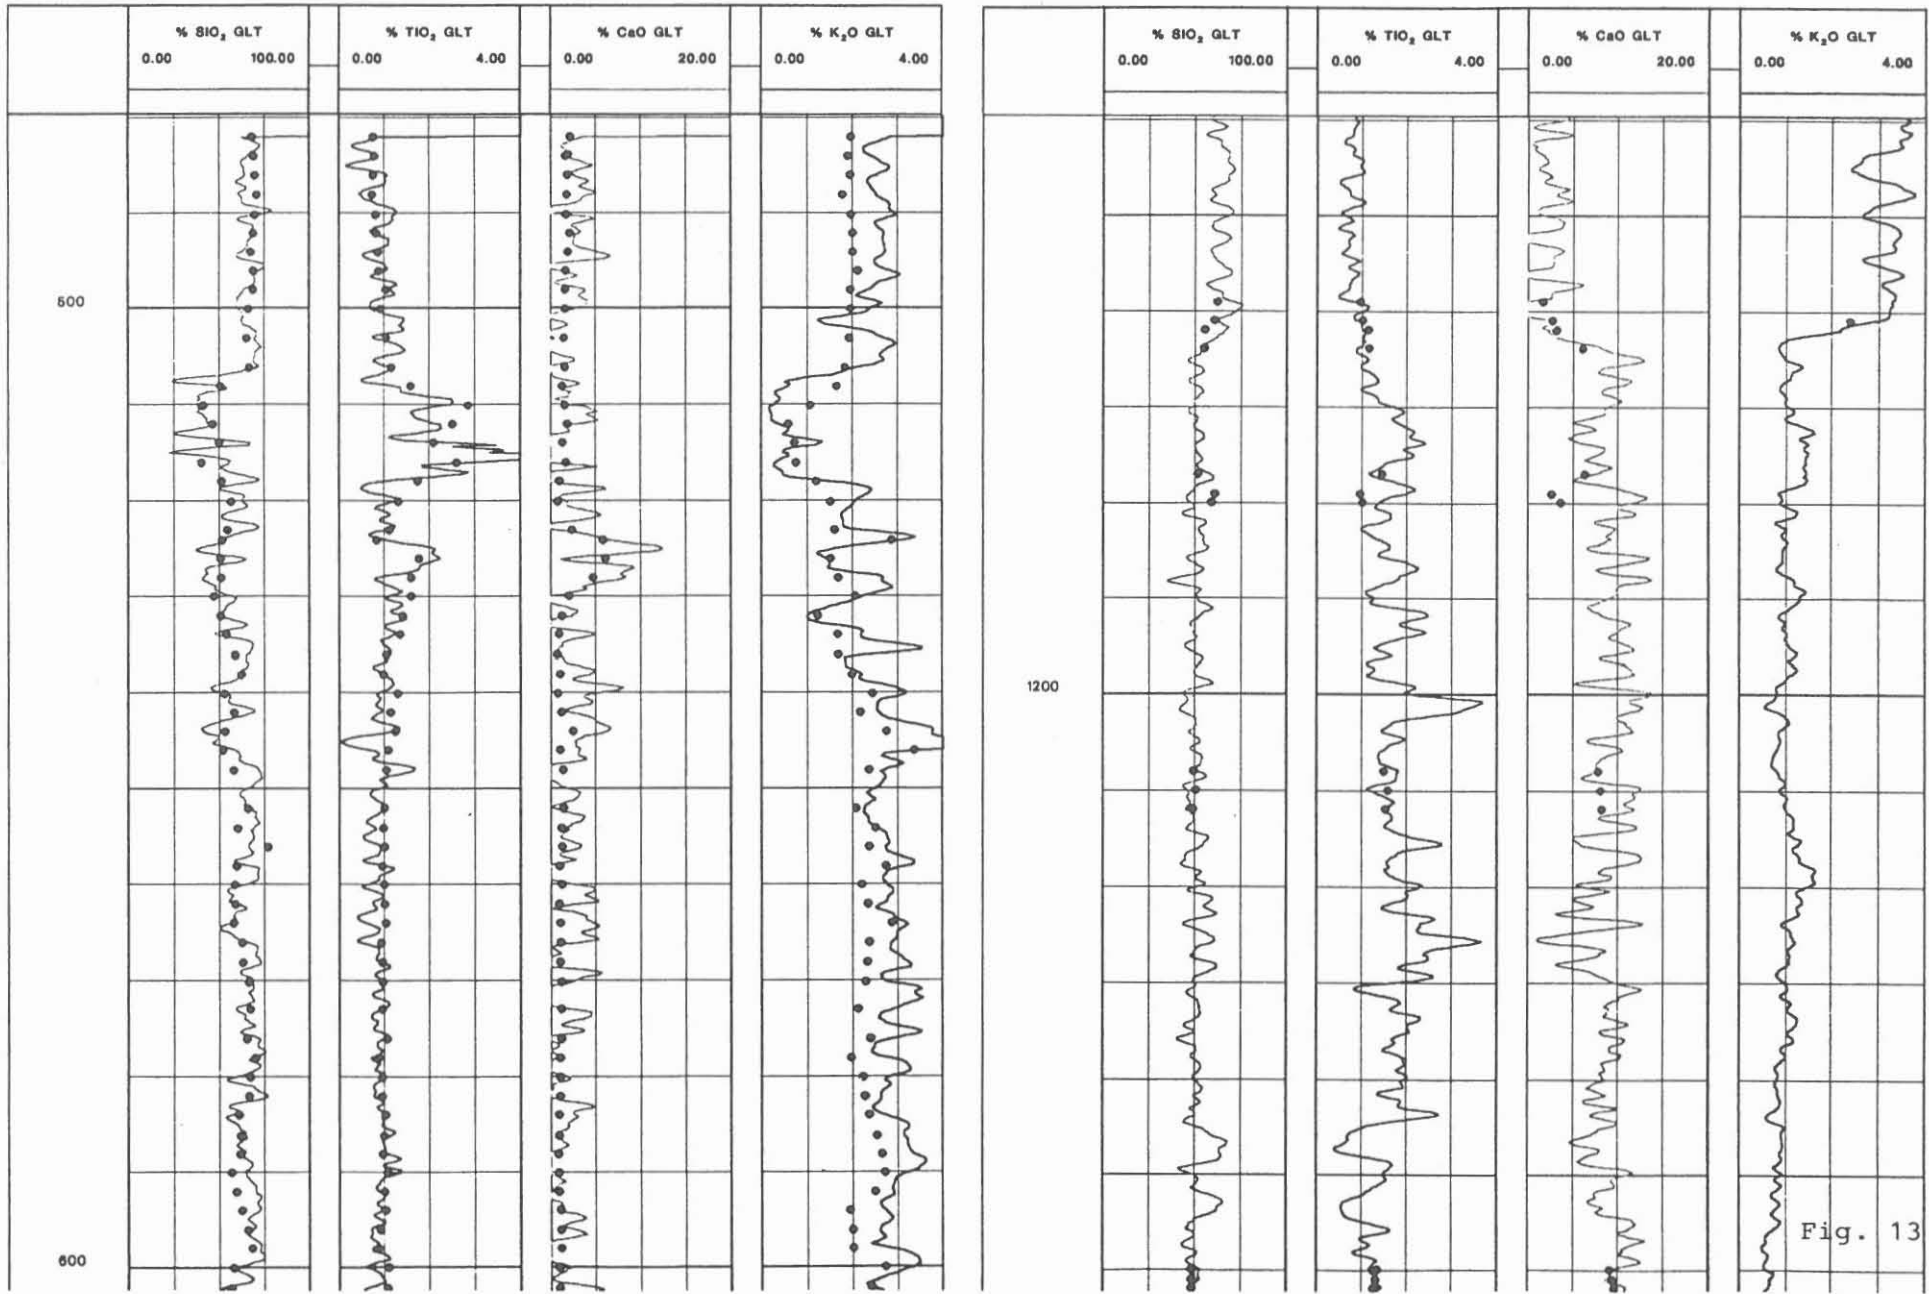 % SIO₂ GLT
0.00 100.00
% TIO₂ GLT
0.00 4.00
% CaO GLT
0.00 20.00
% K₂O GLT
0.00 4.00
% SIO₂ GLT
0.00 100.00
% TIO₂ GLT
0.00 4.00
% CaO GLT
0.00 20.00
% K₂O GLT
0.00 4.00
500
600
1200
Fig. 13